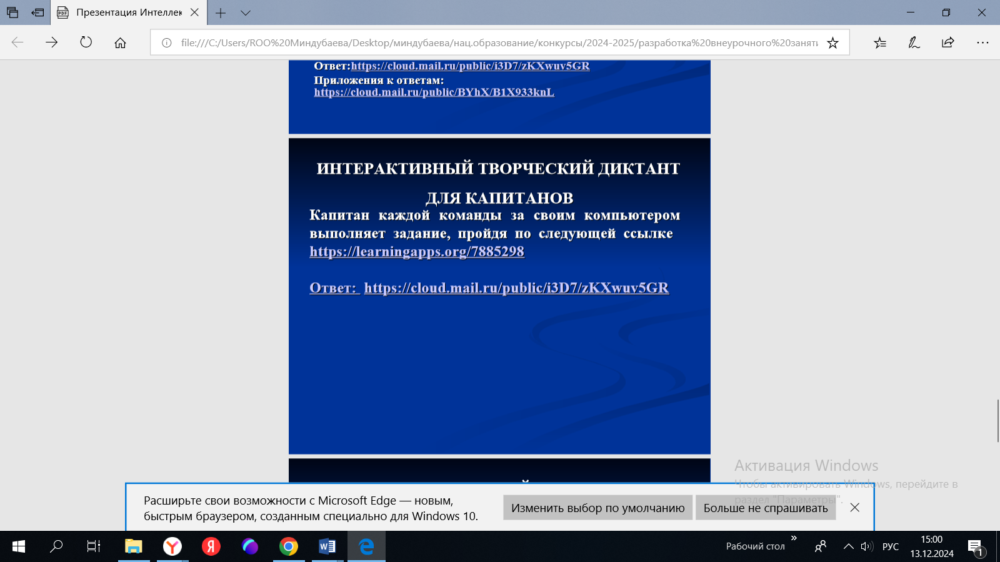 Презентация Интеллек
file:///C:/Users/ROO%20Миндубаева/Desktop/миндубаева/нац.образование/конкурсы/2024-2025/разработка%20внеурочного%20заняти
Ответ:https://cloud.mail.ru/public/i3D7/zKXwuv5GR
Приложения к ответам:
https://cloud.mail.ru/public/BYhX/B1X933knL
ИНТЕРАКТИВНЫЙ ТВОРЧЕСКИЙ ДИКТАНТ
ДЛЯ КАПИТАНОВ
Капитан каждой команды за своим компьютером
выполняет задание, пройдя по следующей ссылке
https://learningapps.org/7885298
Ответ: https://cloud.mail.ru/public/i3D7/zKXwuv5GR
Активация Windows
Чтобы активировать Windows, перейдите в
раздел "Параметры".
Расширьте свои возможности с Microsoft Edge — новым,
быстрым браузером, созданным специально для Windows 10.
Изменить выбор по умолчанию
Больше не спрашивать
Рабочий стол
РУС
15:00
13.12.2024
1